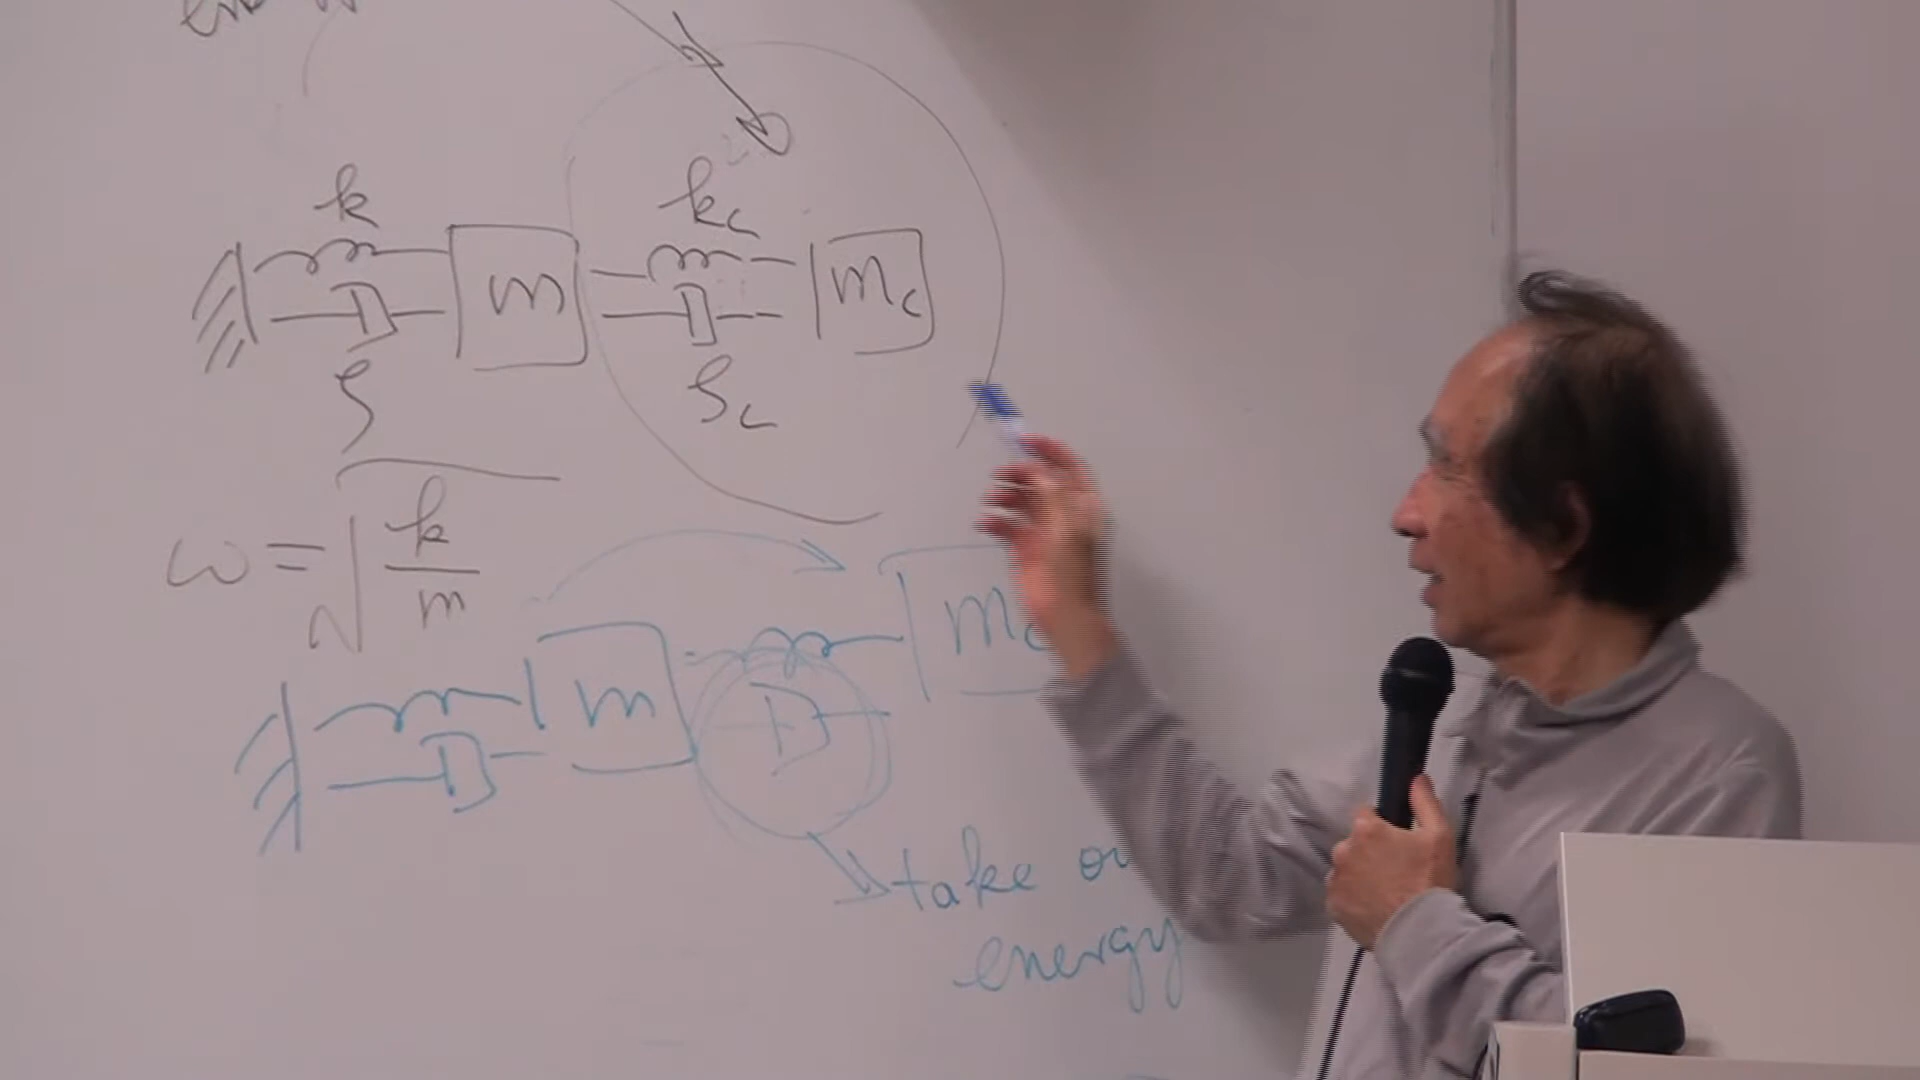 k kc
m mc
ζ ζc
ω = √k/m
m
take
energy